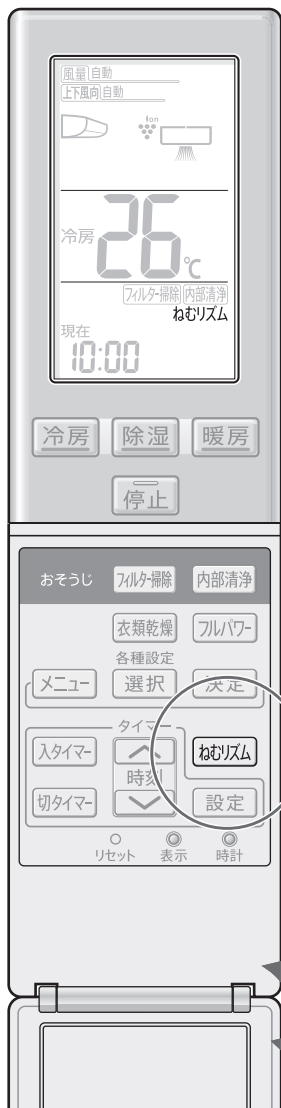 風量 自動
上下風向 自動
ion
冷房 26℃
フィルター掃除 内部清浄
ねむリズム
現在
10:00
冷房 除湿 暖房
停止
おそうじ フィルター掃除 内部清浄
衣類乾燥 フルパワー
各種設定
メニュー 選択 決定
タイマー
入タイマー 時刻 ねむリズム
切タイマー 設定
リセット 表示 時計